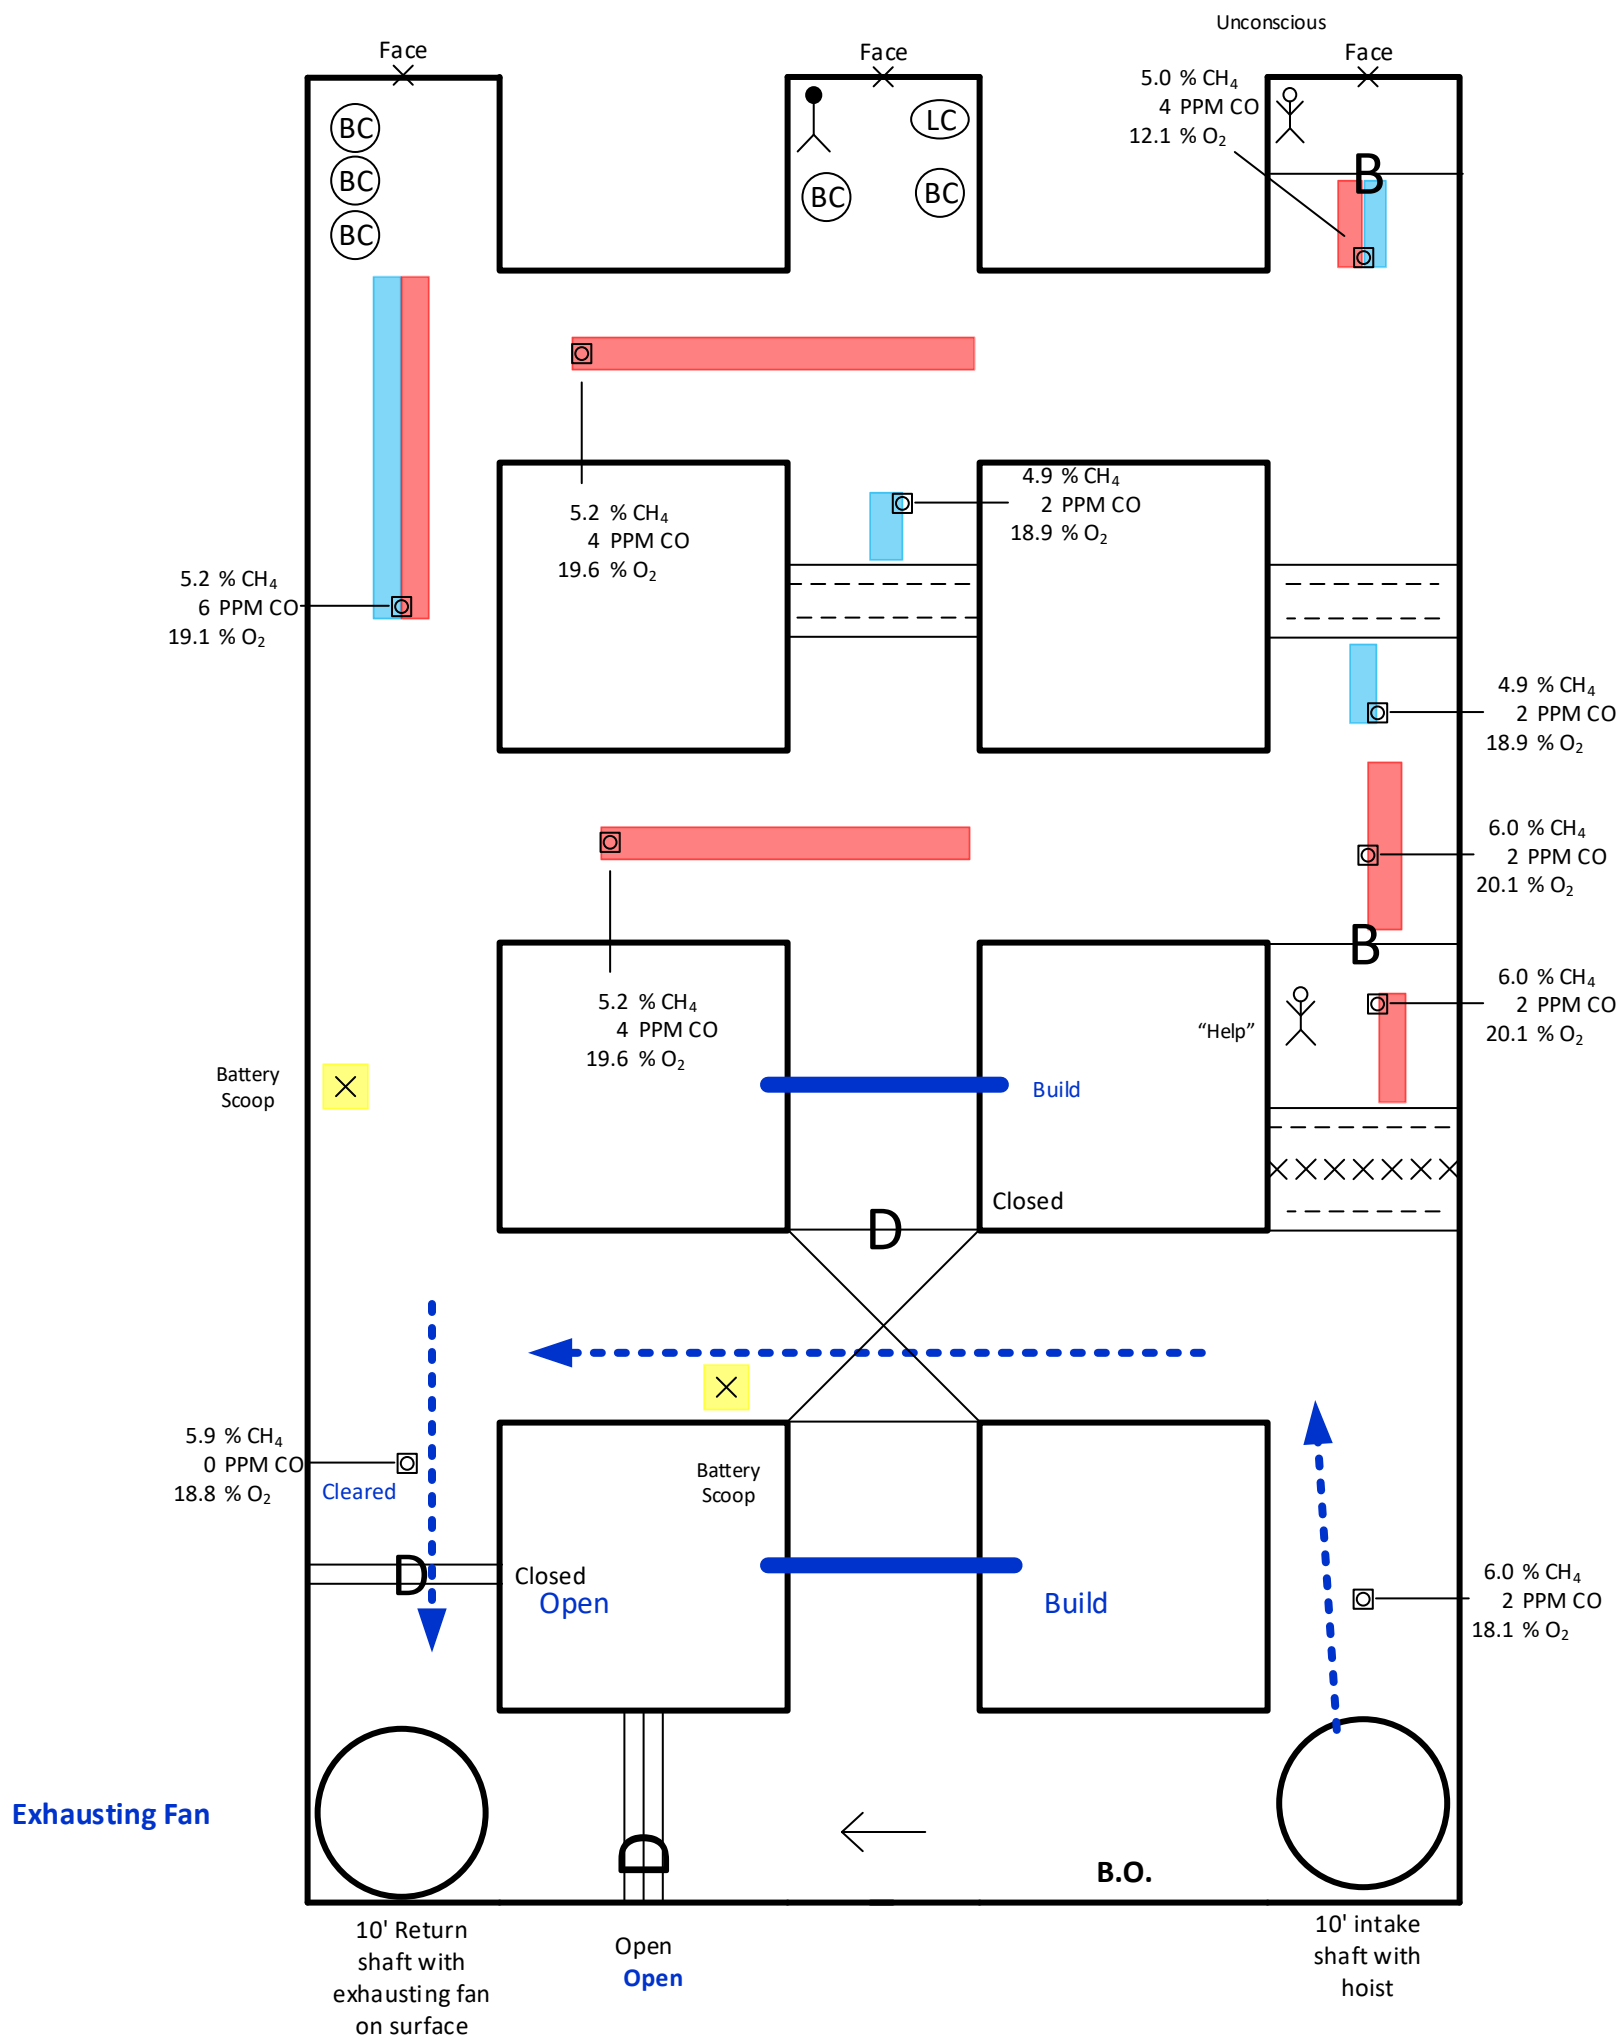 Unconscious
Face
Face
Face
5.0 % CH₄
4 PPM CO
12.1 % O₂
BC
BC
BC
LC
BC
BC
B
4.9 % CH₄
2 PPM CO
18.9 % O₂
5.2 % CH₄
4 PPM CO
19.6 % O₂
5.2 % CH₄
6 PPM CO
19.1 % O₂
4.9 % CH₄
2 PPM CO
18.9 % O₂
6.0 % CH₄
2 PPM CO
20.1 % O₂
B
6.0 % CH₄
2 PPM CO
20.1 % O₂
5.2 % CH₄
4 PPM CO
19.6 % O₂
“Help”
Battery
Scoop
Build
Closed
D
5.9 % CH₄
0 PPM CO
18.8 % O₂
Cleared
Battery
Scoop
D
Closed
Open
Build
6.0 % CH₄
2 PPM CO
18.1 % O₂
Exhausting Fan
D
B.O.
10' Return
shaft with
exhausting fan
on surface
Open
Open
10' intake
shaft with
hoist